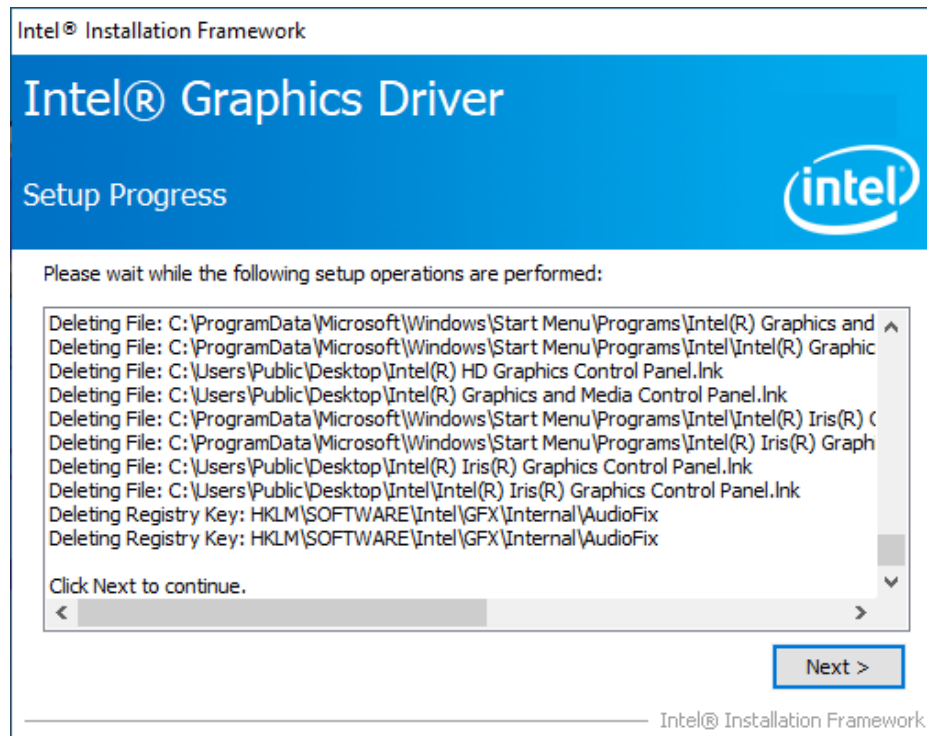 Intel® Installation Framework
Intel® Graphics Driver
Setup Progress
intel
Please wait while the following setup operations are performed:
Deleting File: C:\ProgramData\Microsoft\Windows\Start Menu\Programs\Intel(R) Graphics and
Deleting File: C:\ProgramData\Microsoft\Windows\Start Menu\Programs\Intel\Intel(R) Graphic
Deleting File: C:\Users\Public\Desktop\Intel(R) HD Graphics Control Panel.lnk
Deleting File: C:\Users\Public\Desktop\Intel(R) Graphics and Media Control Panel.lnk
Deleting File: C:\ProgramData\Microsoft\Windows\Start Menu\Programs\Intel\Intel(R) Iris(R)
Deleting File: C:\ProgramData\Microsoft\Windows\Start Menu\Programs\Intel(R) Iris(R) Graph
Deleting File: C:\Users\Public\Desktop\Intel(R) Iris(R) Graphics Control Panel.lnk
Deleting File: C:\Users\Public\Desktop\Intel\Intel(R) Iris(R) Graphics Control Panel.lnk
Deleting Registry Key: HKLM\SOFTWARE\Intel\GFX\Internal\AudioFix
Deleting Registry Key: HKLM\SOFTWARE\Intel\GFX\Internal\AudioFix
Click Next to continue.
Next >
Intel® Installation Framework